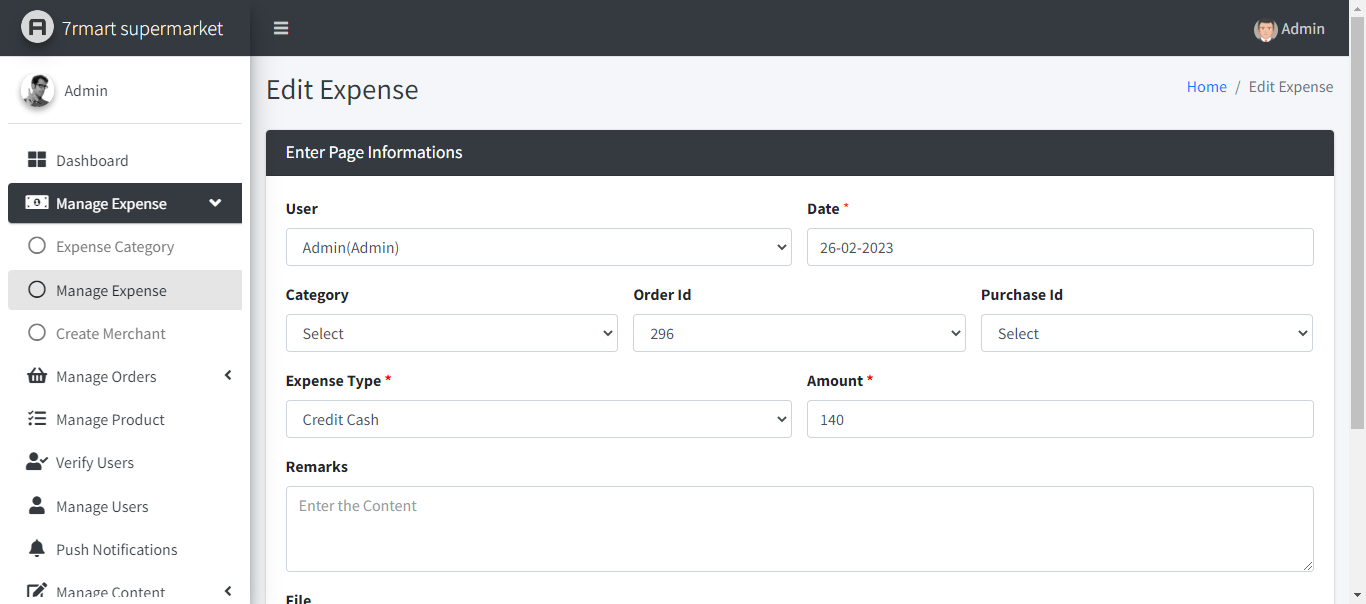 7rmart supermarket
Admin
Admin
Edit Expense
Home / Edit Expense
Dashboard
Manage Expense
Expense Category
Manage Expense
Create Merchant
Manage Orders
Manage Product
Verify Users
Manage Users
Push Notifications
Manage Content
Enter Page Informations
User
Date *
Admin(Admin)
26-02-2023
Category
Order Id
Purchase Id
Select
296
Select
Expense Type *
Amount *
Credit Cash
140
Remarks
Enter the Content
File